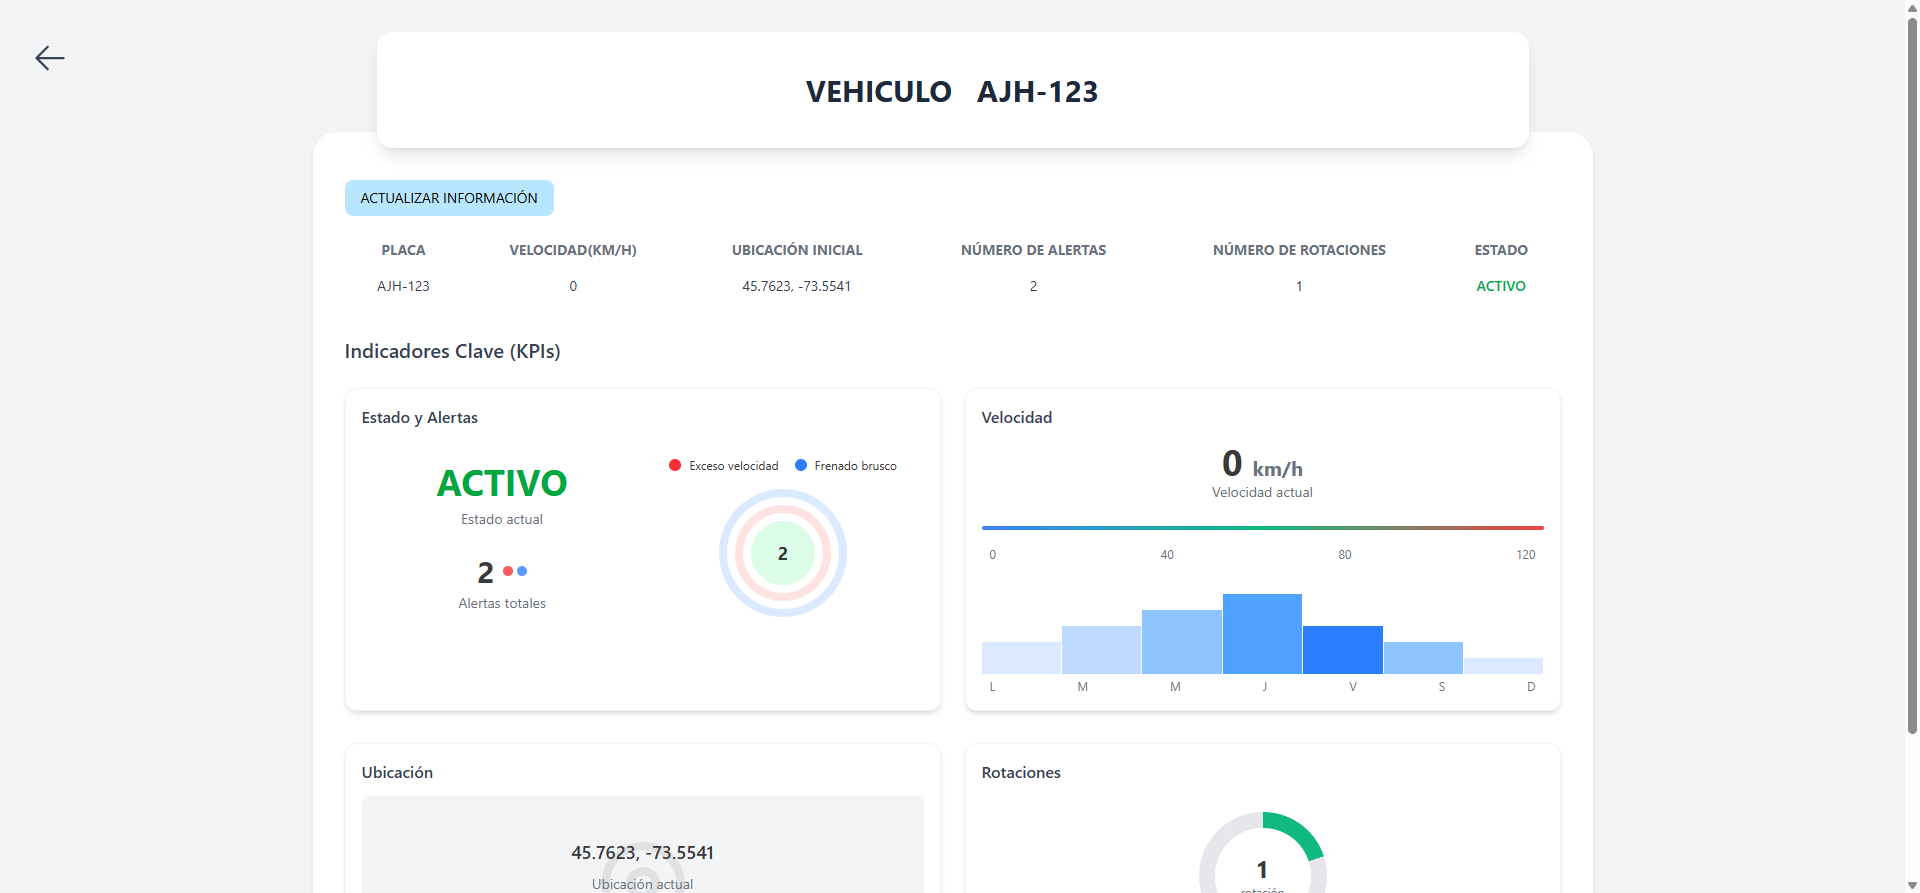 VEHICULO AJH-123
ACTUALIZAR INFORMACIÓN
PLACA VELOCIDAD(KM/H) UBICACIÓN INICIAL NÚMERO DE ALERTAS NÚMERO DE ROTACIONES ESTADO
AJH-123 0 45.7623, -73.5541 2 1 ACTIVO
Indicadores Clave (KPIs)
Estado y Alertas
ACTIVO
Estado actual
2
Alertas totales
Exceso velocidad Frenado brusco
2
Velocidad
0 km/h
Velocidad actual
0 40 80 120
L M M J V S D
Ubicación
45.7623, -73.5541
Ubicación actual
Rotaciones
1
rotación